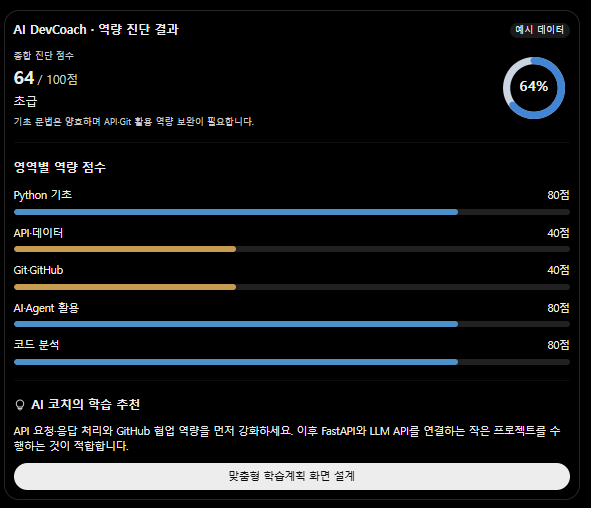 AI DevCoach · 역량 진단 결과
예시 데이터
종합 진단 점수
64 / 100점
64%
초급
기초 문법은 양호하며 API·Git 활용 역량 보완이 필요합니다.
영역별 역량 점수
Python 기초 80점
API·데이터 40점
Git·GitHub 40점
AI·Agent 활용 80점
코드 분석 80점
AI 코치의 학습 추천
API 요청·응답 처리와 GitHub 협업 역량을 먼저 강화하세요. 이후 FastAPI와 LLM API를 연결하는 작은 프로젝트를 수
행하는 것이 적합합니다.
맞춤형 학습계획 화면 설계